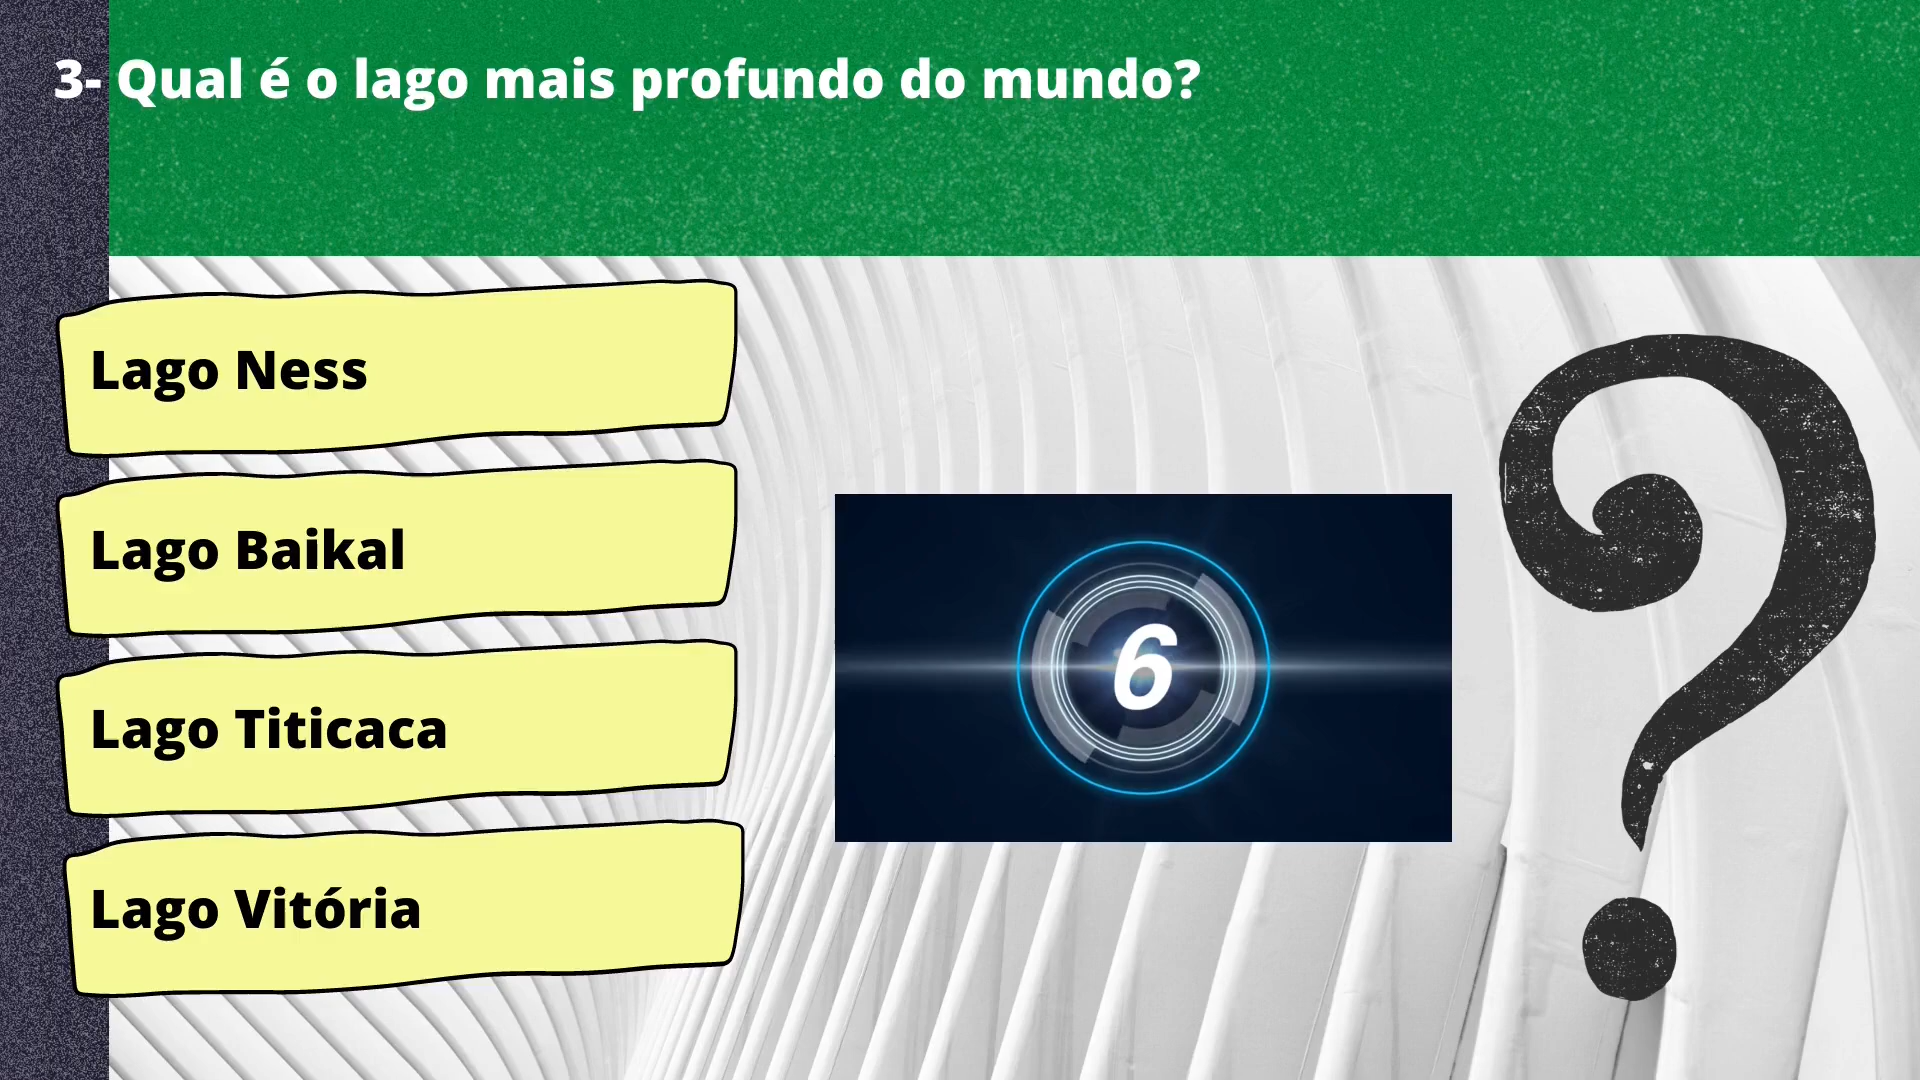 3- Qual é o lago mais profundo do mundo?
Lago Ness
Lago Baikal
6
Lago Titicaca
Lago Vitória